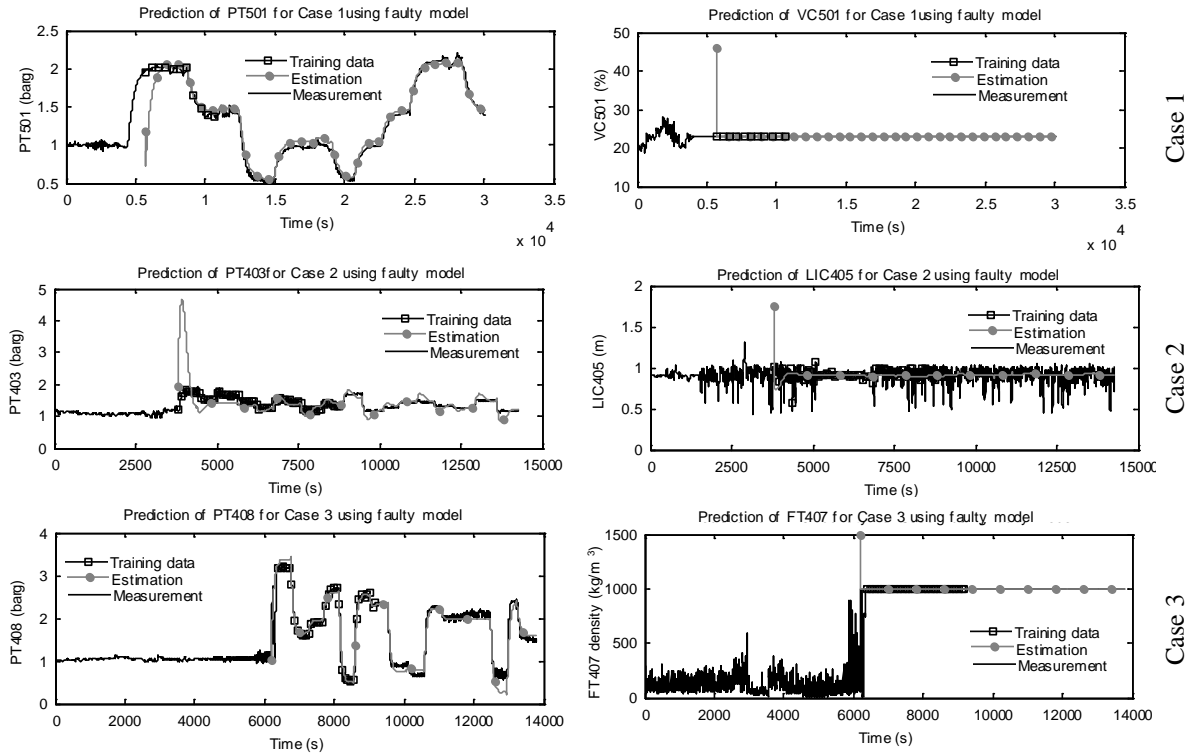 Prediction of PT501 for Case 1using faulty model
PT501 (barg)
2.5
2
1.5
1
0.5
Training data
Estimation
Measurement
0 0.5 1 1.5 2 2.5 3 3.5
Time (s)
x 10 4
Prediction of VC501 for Case 1using faulty model
VC501 (%)
50
40
30
20
10
Training data
Estimation
Measurement
0 0.5 1 1.5 2 2.5 3 3.5
Time (s)
x 10 4
Case 1
Prediction of PT403for Case 2 using faulty model
PT403 (barg)
5
4
3
2
1
0
Training data
Estimation
Measurement
0 2500 5000 7500 10000 12500 15000
Time (s)
Prediction of LIC405 for Case 2 using faulty model
LIC405 (m)
2
1.5
1
0.5
0
Training data
Estimation
Measurement
0 2500 5000 7500 10000 12500 15000
Time (s)
Case 2
Prediction of PT408 for Case 3 using faulty model
PT408 (barg)
4
3
2
1
0
Training data
Estimation
Measurement
0 2000 4000 6000 8000 10000 12000 14000
Time (s)
Prediction of FT407 for Case 3 using faulty model
FT407 density (kg/m 3)
1500
1000
500
0
Training data
Estimation
Measurement
0 2000 4000 6000 8000 10000 12000 14000
Time (s)
Case 3